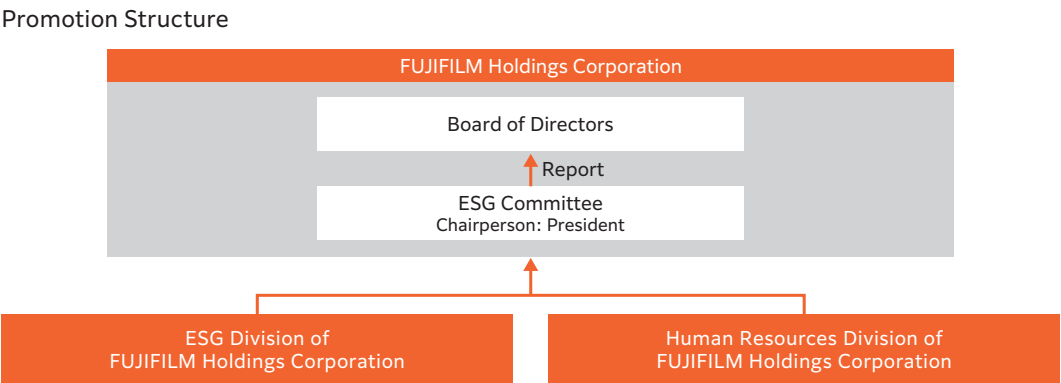 Promotion Structure
FUJIFILM Holdings Corporation
Board of Directors
Report
ESG Committee
Chairperson: President
ESG Division of
FUJIFILM Holdings Corporation
Human Resources Division of
FUJIFILM Holdings Corporation